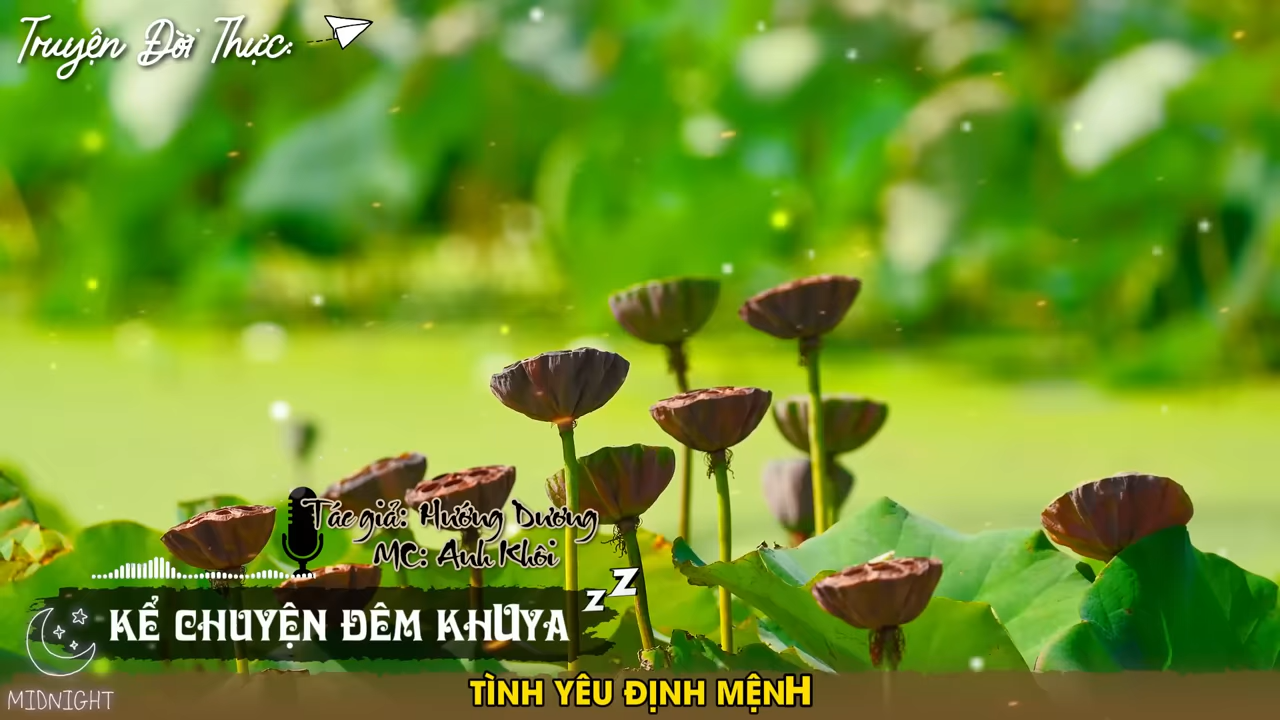 Truyện Đời Thực:
Tác giả: Hướng Dương
MC: Anh Khôi
z z
KỂ CHUYỆN ĐÊM KHUYA
MIDNIGHT
TÌNH YÊU ĐỊNH MỆNH